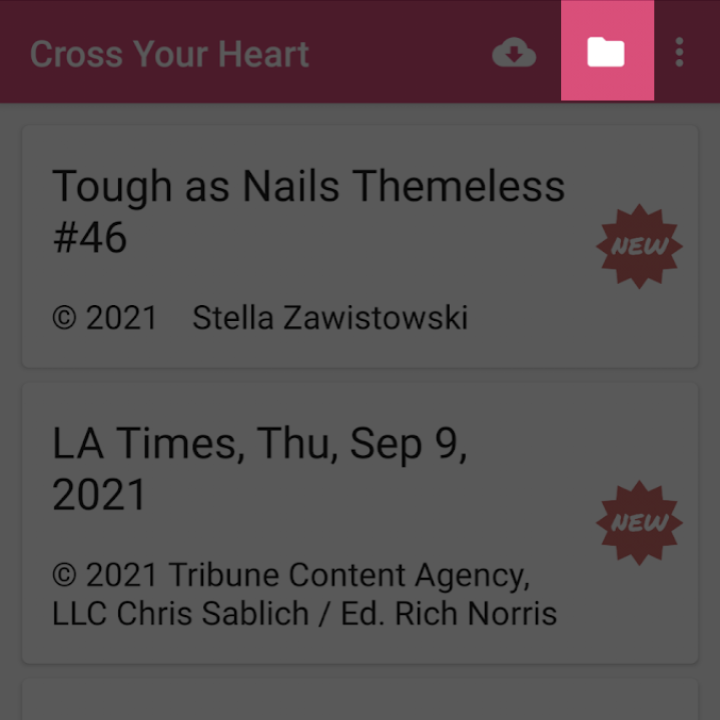 Cross Your Heart
Tough as Nails Themeless
#46
NEW
© 2021 Stella Zawistowski
LA Times, Thu, Sep 9,
2021
NEW
© 2021 Tribune Content Agency,
LLC Chris Sablich / Ed. Rich Norris